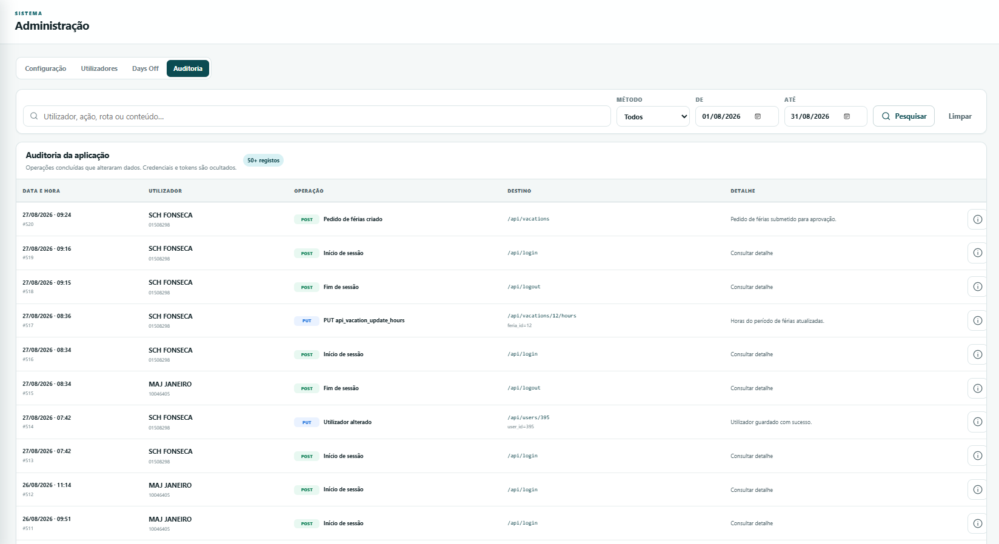 SISTEMA
Administração
Configuração Utilizadores Days Off Auditoria
MÉTODO DE ATÉ
Utilizador, ação, rota ou conteúdo... Todos 01/08/2026 31/08/2026 Pesquisar Limpar
Auditoria da aplicação
50+ registos
Operações concluídas que alteraram dados. Credenciais e tokens são ocultados.
DATA E HORA UTILIZADOR OPERAÇÃO DESTINO DETALHE
27/08/2026 · 09:24 SCH FONSECA POST Pedido de férias criado /api/vacations Pedido de férias submetido para aprovação.
#520 01508298
27/08/2026 · 09:16 SCH FONSECA POST Início de sessão /api/login Consultar detalhe
#519 01508298
27/08/2026 · 09:15 SCH FONSECA POST Fim de sessão /api/logout Consultar detalhe
#518 01508298
27/08/2026 · 08:36 SCH FONSECA PUT PUT api_vacation_update_hours /api/vacations/12/hours Horas do período de férias atualizadas.
#517 01508298 feria_id=12
27/08/2026 · 08:34 SCH FONSECA POST Início de sessão /api/login Consultar detalhe
#516 01508298
27/08/2026 · 08:34 MAJ JANEIRO POST Fim de sessão /api/logout Consultar detalhe
#515 10046405
27/08/2026 · 07:42 SCH FONSECA PUT Utilizador alterado /api/users/395 Utilizador guardado com sucesso.
#514 01508298 user_id=395
27/08/2026 · 07:42 SCH FONSECA POST Início de sessão /api/login Consultar detalhe
#513 01508298
26/08/2026 · 11:14 MAJ JANEIRO POST Início de sessão /api/login Consultar detalhe
#512 10046405
26/08/2026 · 09:51 MAJ JANEIRO POST Início de sessão /api/login Consultar detalhe
#511 10046405